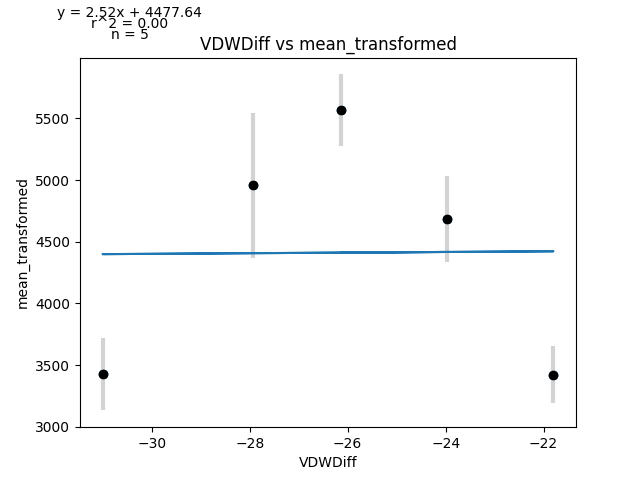 y = 2.52x + 4477.64
r^2 = 0.00
n = 5
VDWDiff vs mean_transformed
mean_transformed
5500
5000
4500
4000
3500
3000
−30
−28
−26
−24
−22
VDWDiff